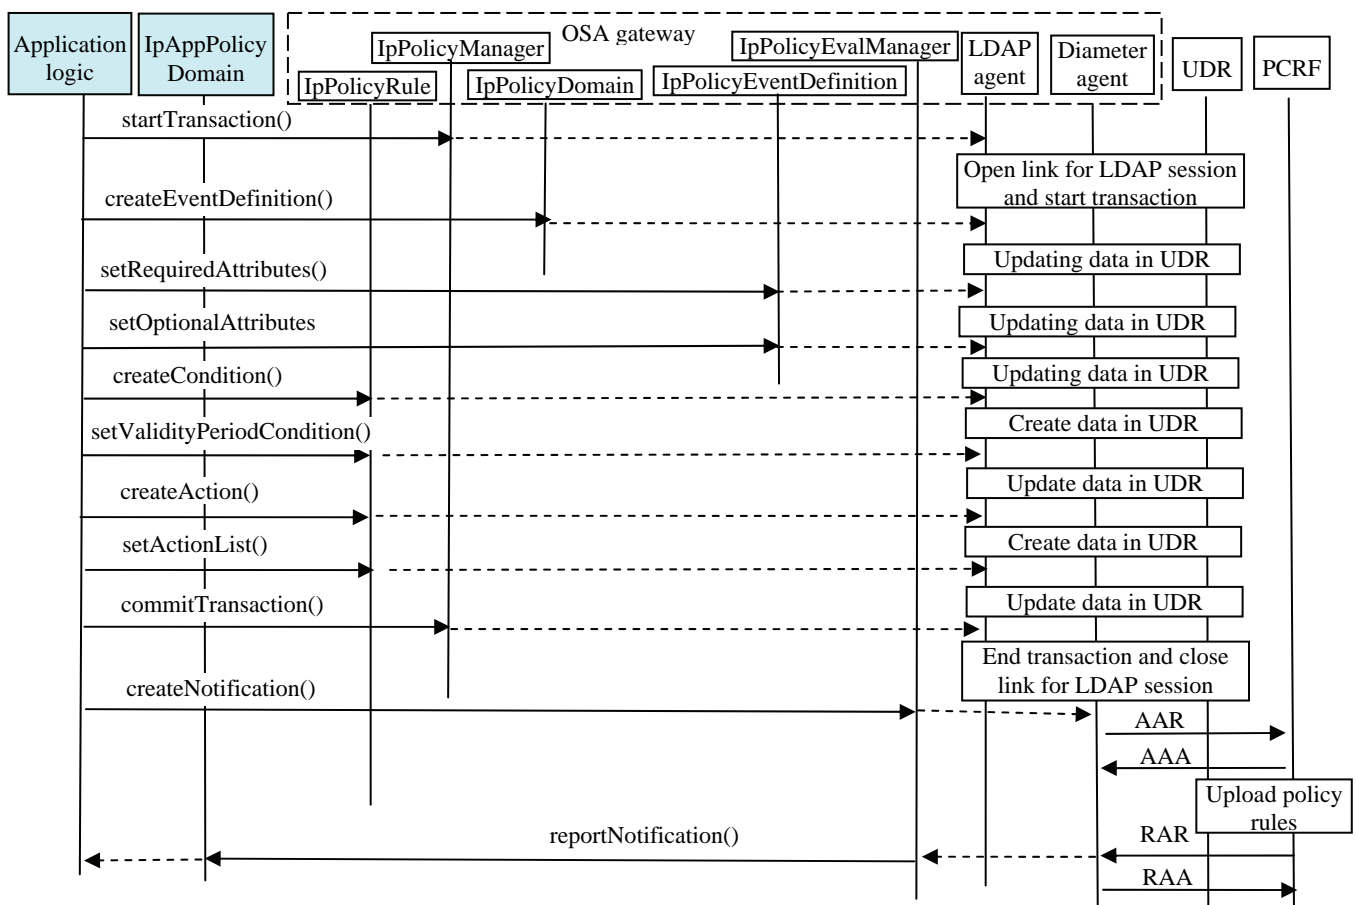 OSA gateway
Application
logic
IpAppPolicy
Domain
IpPolicyManager
IpPolicyRule
IpPolicyDomain
IpPolicyEvalManager
IpPolicyEventDefinition
LDAP
agent
Diameter
agent
UDR
PCRF
startTransaction()
Open link for LDAP session
and start transaction
createEventDefinition()
Updating data in UDR
setRequiredAttributes()
Updating data in UDR
setOptionalAttributes
Updating data in UDR
createCondition()
Create data in UDR
setValidityPeriodCondition()
Update data in UDR
createAction()
Create data in UDR
setActionList()
Update data in UDR
commitTransaction()
End transaction and close
link for LDAP session
createNotification()
AAR
AAA
Upload policy
rules
reportNotification()
RAR
RAA